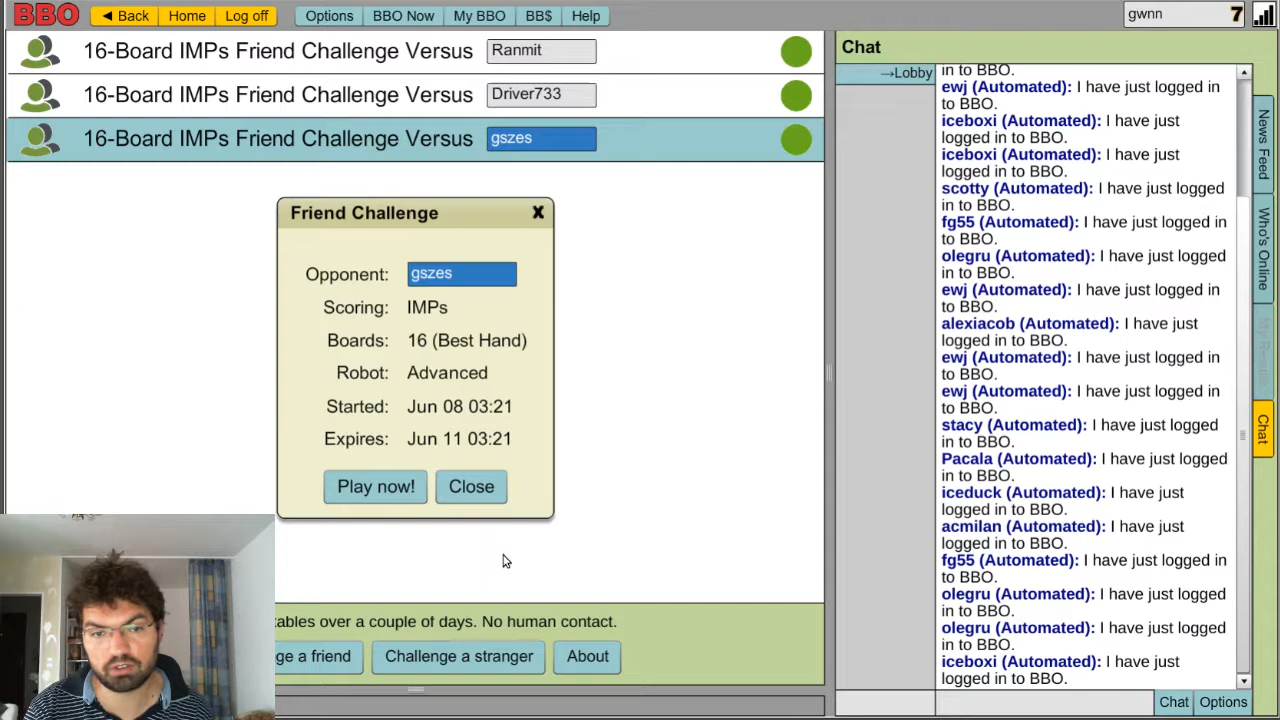 BBO
◄ Back
Home
Log off
Options
BBO Now
My BBO
BB$
Help
gwnn
7
16-Board IMPs Friend Challenge Versus
Ranmit
16-Board IMPs Friend Challenge Versus
Driver733
16-Board IMPs Friend Challenge Versus
gszes
Friend Challenge
x
Opponent:
gszes
Scoring:
IMPs
Boards:
16 (Best Hand)
Robot:
Advanced
Started:
Jun 08 03:21
Expires:
Jun 11 03:21
Play now!
Close
tables over a couple of days. No human contact.
ge a friend
Challenge a stranger
About
Chat
→Lobby
in to BBO.
ewj (Automated): I have just logged in
to BBO.
iceboxi (Automated): I have just
logged in to BBO.
iceboxi (Automated): I have just
logged in to BBO.
scotty (Automated): I have just logged
in to BBO.
fg55 (Automated): I have just logged in
to BBO.
olegru (Automated): I have just logged
in to BBO.
ewj (Automated): I have just logged in
to BBO.
alexiacob (Automated): I have just
logged in to BBO.
ewj (Automated): I have just logged in
to BBO.
ewj (Automated): I have just logged in
to BBO.
stacy (Automated): I have just logged
in to BBO.
Pacala (Automated): I have just logged
in to BBO.
iceduck (Automated): I have just
logged in to BBO.
acmilan (Automated): I have just
logged in to BBO.
fg55 (Automated): I have just logged in
to BBO.
olegru (Automated): I have just logged
in to BBO.
olegru (Automated): I have just logged
in to BBO.
iceboxi (Automated): I have just
logged in to BBO.
Chat
Options
News Feed
Who's Online
Chat